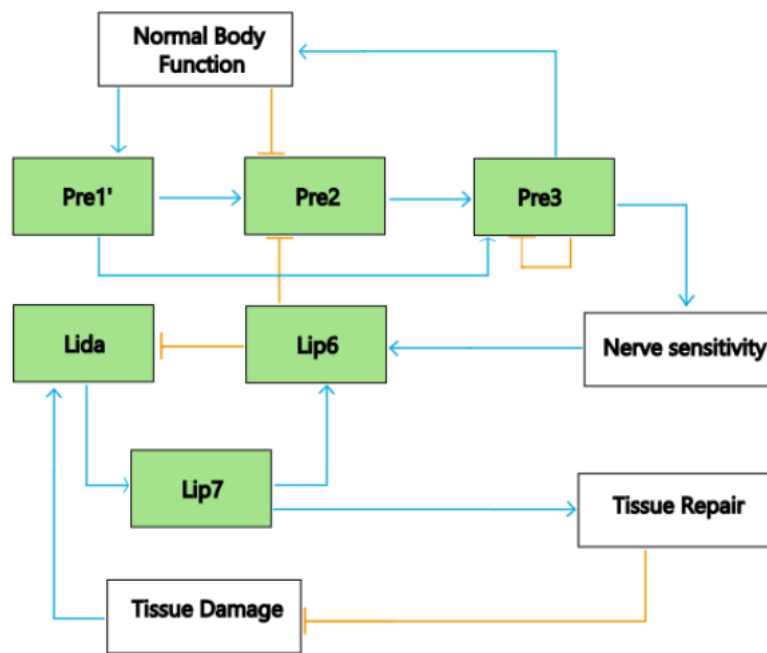 Normal Body
Function
Pre1'
Pre2
Pre3
Lida
Lip6
Nerve sensitivity
Lip7
Tissue Repair
Tissue Damage